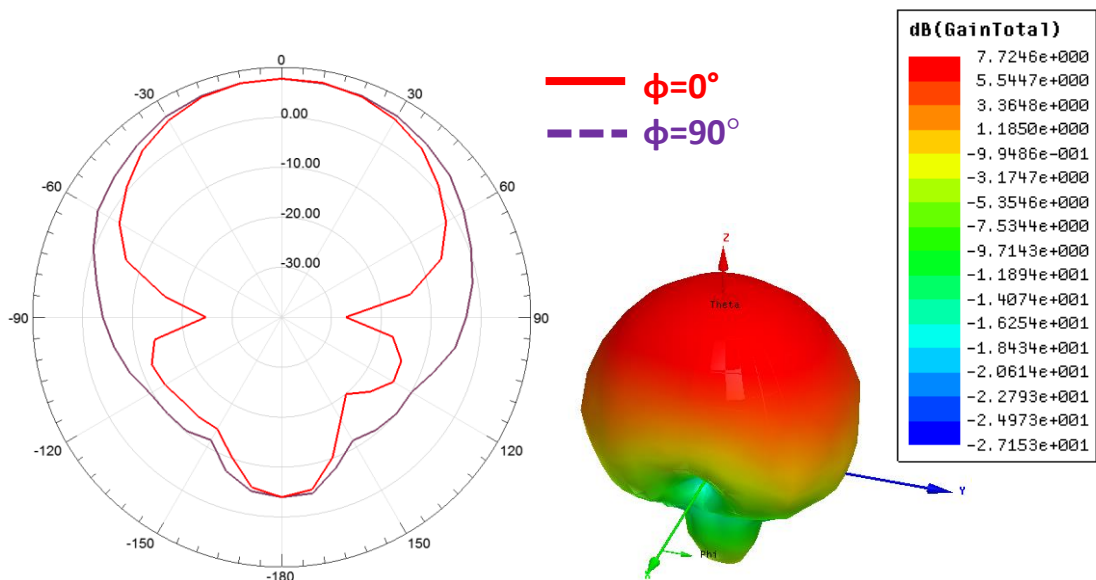 0
-30
30
0.00
-10.00
-60
60
-20.00
-30.00
-90
90
-120
120
-150
150
-180
ϕ=0°
ϕ=90°
Z
Theta
Y
Phi
X
dB(GainTotal)
7.7246e+000
5.5447e+000
3.3648e+000
1.1850e+000
-9.9486e-001
-3.1747e+000
-5.3546e+000
-7.5344e+000
-9.7143e+000
-1.1894e+001
-1.4074e+001
-1.6254e+001
-1.8434e+001
-2.0614e+001
-2.2793e+001
-2.4973e+001
-2.7153e+001